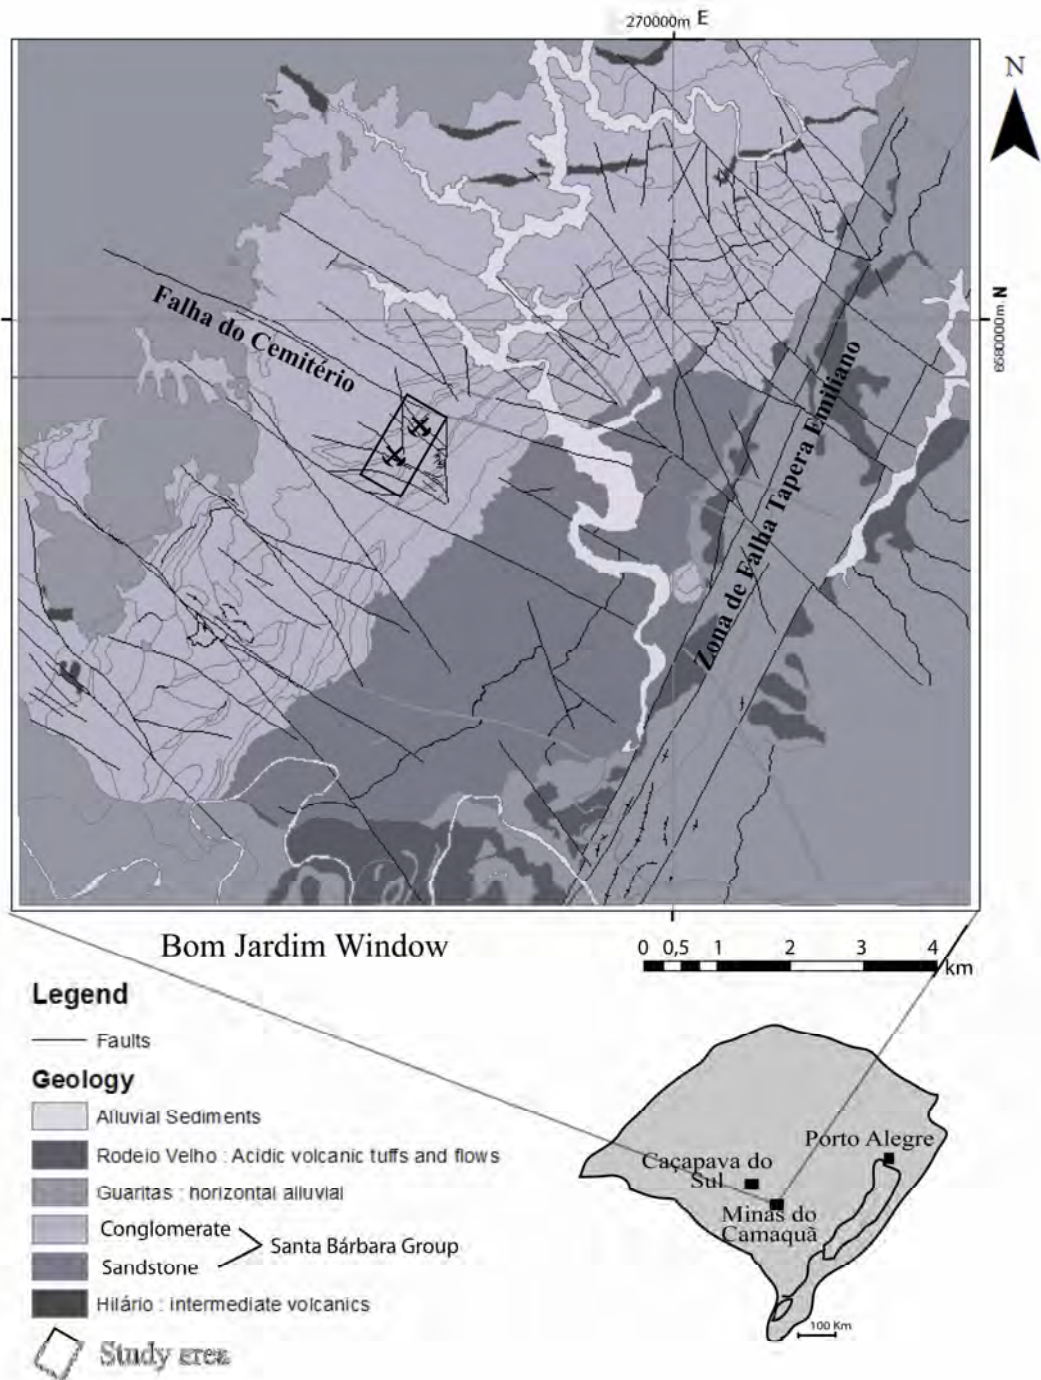 270000m E
N
Falha do Cemitério
6580000m N
Zona de Falha Tapera Emiliano
Bom Jardim Window
0 0,5 1 2 3 4
km
Legend
Faults
Geology
Alluvial Sediments
Rodeio Velho : Acidic volcanic tuffs and flows
Guaritas : horizontal alluvial
Conglomerate
Santa Bárbara Group
Sandstone
Hilário : intermediate volcanics
Study area
Porto Alegre
Caçapava do
Sul
Minas do
Camaquã
100 Km